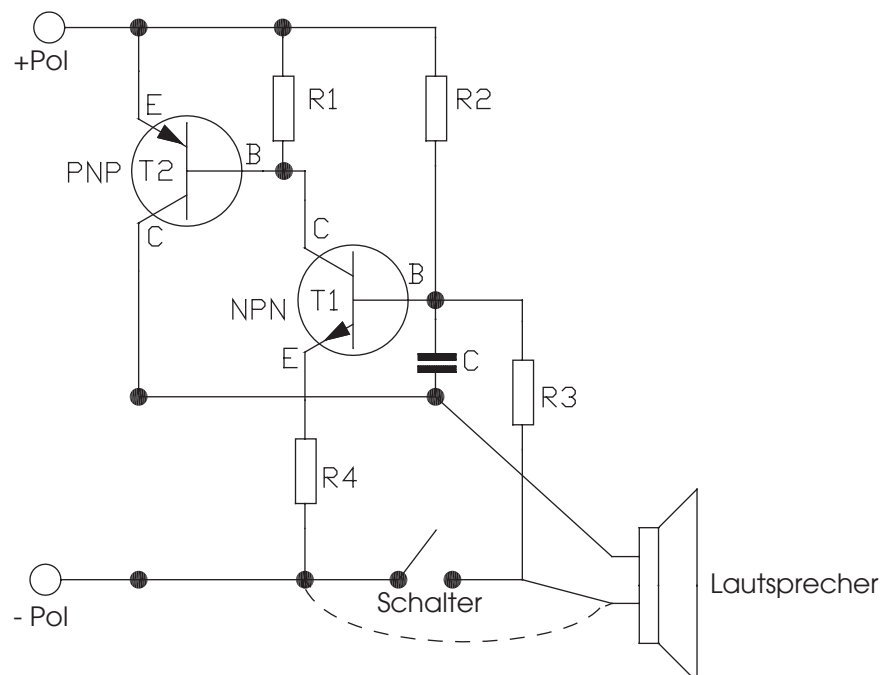 +Pol
R1
R2
E
PNP
T2
B
C
C
B
NPN
T1
E
C
R3
R4
Schalter
Lautsprecher
- Pol